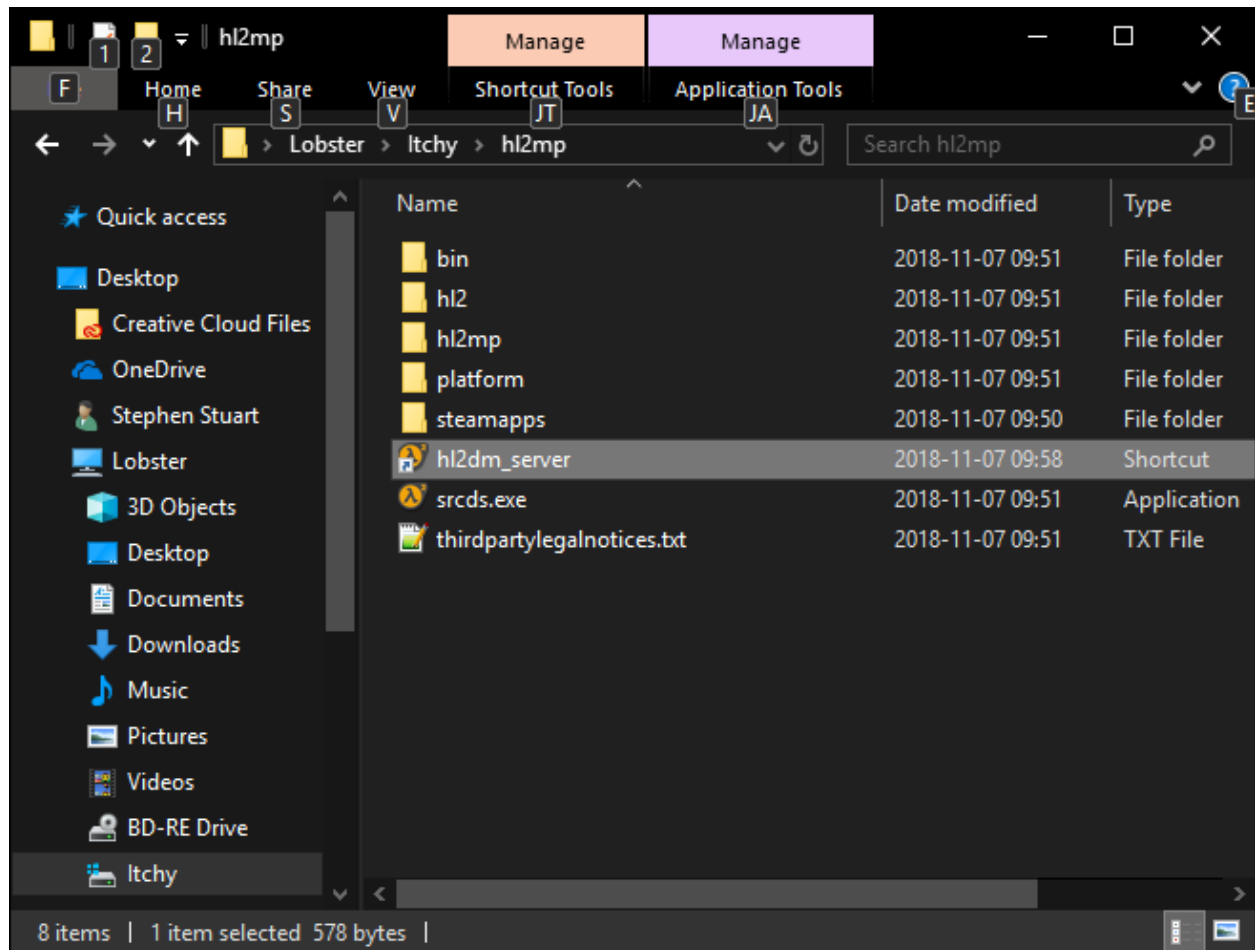 1 2 hl2mp Manage Manage
F Home Share View Shortcut Tools Application Tools
H S V JT JA E
Lobster Itchy hl2mp Search hl2mp
Name Date modified Type
Quick access
Desktop
Creative Cloud Files
OneDrive
Stephen Stuart
Lobster
3D Objects
Desktop
Documents
Downloads
Music
Pictures
Videos
BD-RE Drive
Itchy
bin 2018-11-07 09:51 File folder
hl2 2018-11-07 09:51 File folder
hl2mp 2018-11-07 09:51 File folder
platform 2018-11-07 09:51 File folder
steamapps 2018-11-07 09:50 File folder
hl2dm_server 2018-11-07 09:58 Shortcut
srcds.exe 2018-11-07 09:51 Application
thirdpartylegalnotices.txt 2018-11-07 09:51 TXT File
8 items | 1 item selected 578 bytes |